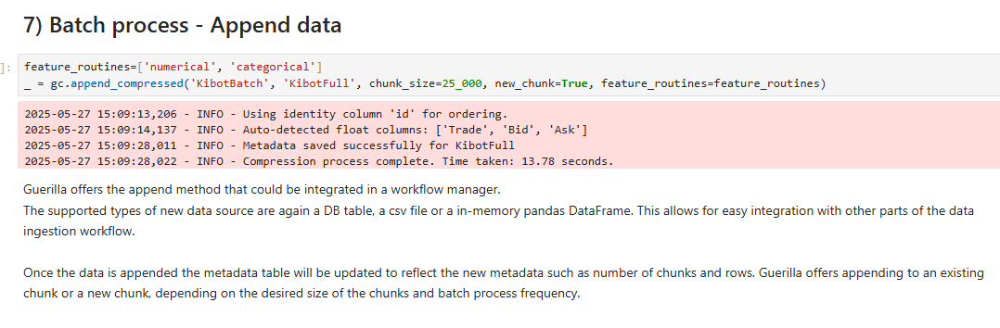 7) Batch process - Append data
]:
feature_routines=['numerical', 'categorical']
_ = gc.append_compressed('KibotBatch', 'KibotFull', chunk_size=25_000, new_chunk=True, feature_routines=feature_routines)
2025-05-27 15:09:13,206 - INFO - Using identity column 'id' for ordering.
2025-05-27 15:09:14,137 - INFO - Auto-detected float columns: ['Trade', 'Bid', 'Ask']
2025-05-27 15:09:28,011 - INFO - Metadata saved successfully for KibotFull
2025-05-27 15:09:28,022 - INFO - Compression process complete. Time taken: 13.78 seconds.
Guerilla offers the append method that could be integrated in a workflow manager.
The supported types of new data source are again a DB table, a csv file or a in-memory pandas DataFrame. This allows for easy integration with other parts of the data
ingestion workflow.
Once the data is appended the metadata table will be updated to reflect the new metadata such as number of chunks and rows. Guerilla offers appending to an existing
chunk or a new chunk, depending on the desired size of the chunks and batch process frequency.